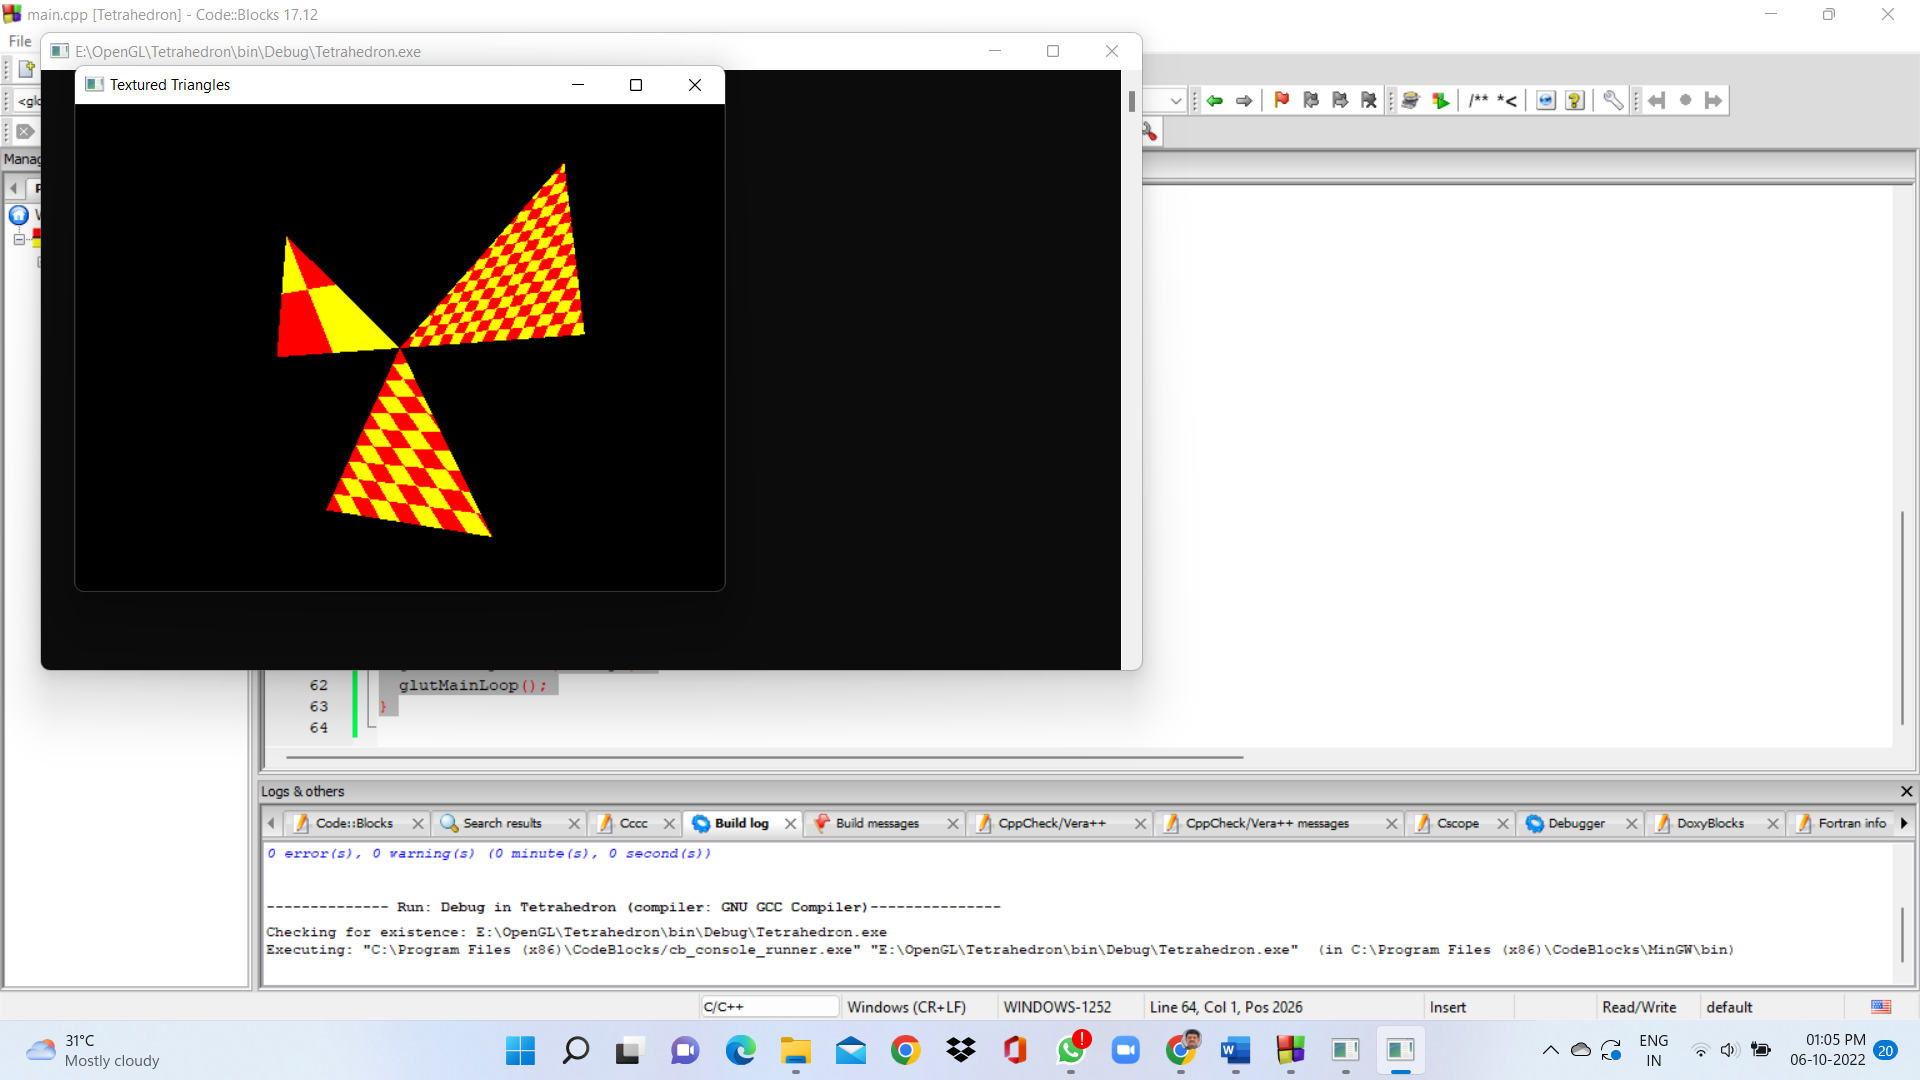 main.cpp [Tetrahedron] - Code::Blocks 17.12
File
E:\OpenGL\Tetrahedron\bin\Debug\Tetrahedron.exe
Textured Triangles
<glo
/** *<
Manag
62 glutMainLoop();
63 }
64
Logs & others
Code::Blocks Search results Cccc Build log Build messages CppCheck/Vera++ CppCheck/Vera++ messages Cscope Debugger DoxyBlocks Fortran info
0 error(s), 0 warning(s) (0 minute(s), 0 second(s))
-------------- Run: Debug in Tetrahedron (compiler: GNU GCC Compiler)---------------
Checking for existence: E:\OpenGL\Tetrahedron\bin\Debug\Tetrahedron.exe
Executing: "C:\Program Files (x86)\CodeBlocks/cb_console_runner.exe" "E:\OpenGL\Tetrahedron\bin\Debug\Tetrahedron.exe"  (in C:\Program Files (x86)\CodeBlocks\MinGW\bin)
C/C++ Windows (CR+LF) WINDOWS-1252 Line 64, Col 1, Pos 2026 Insert Read/Write default
31°C
Mostly cloudy
ENG
IN
01:05 PM
06-10-2022
20